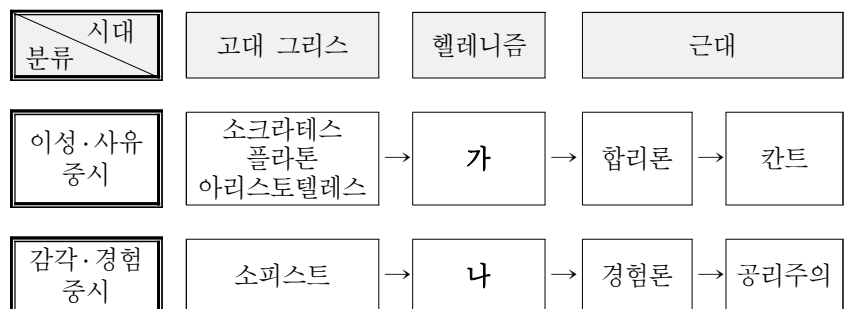 시대
분류
고대 그리스
헬레니즘
근대
이성·사유
중시
소크라테스
플라톤
아리스토텔레스
→
가
→
합리론
→
칸트
감각·경험
중시
소피스트
→
나
→
경험론
→
공리주의